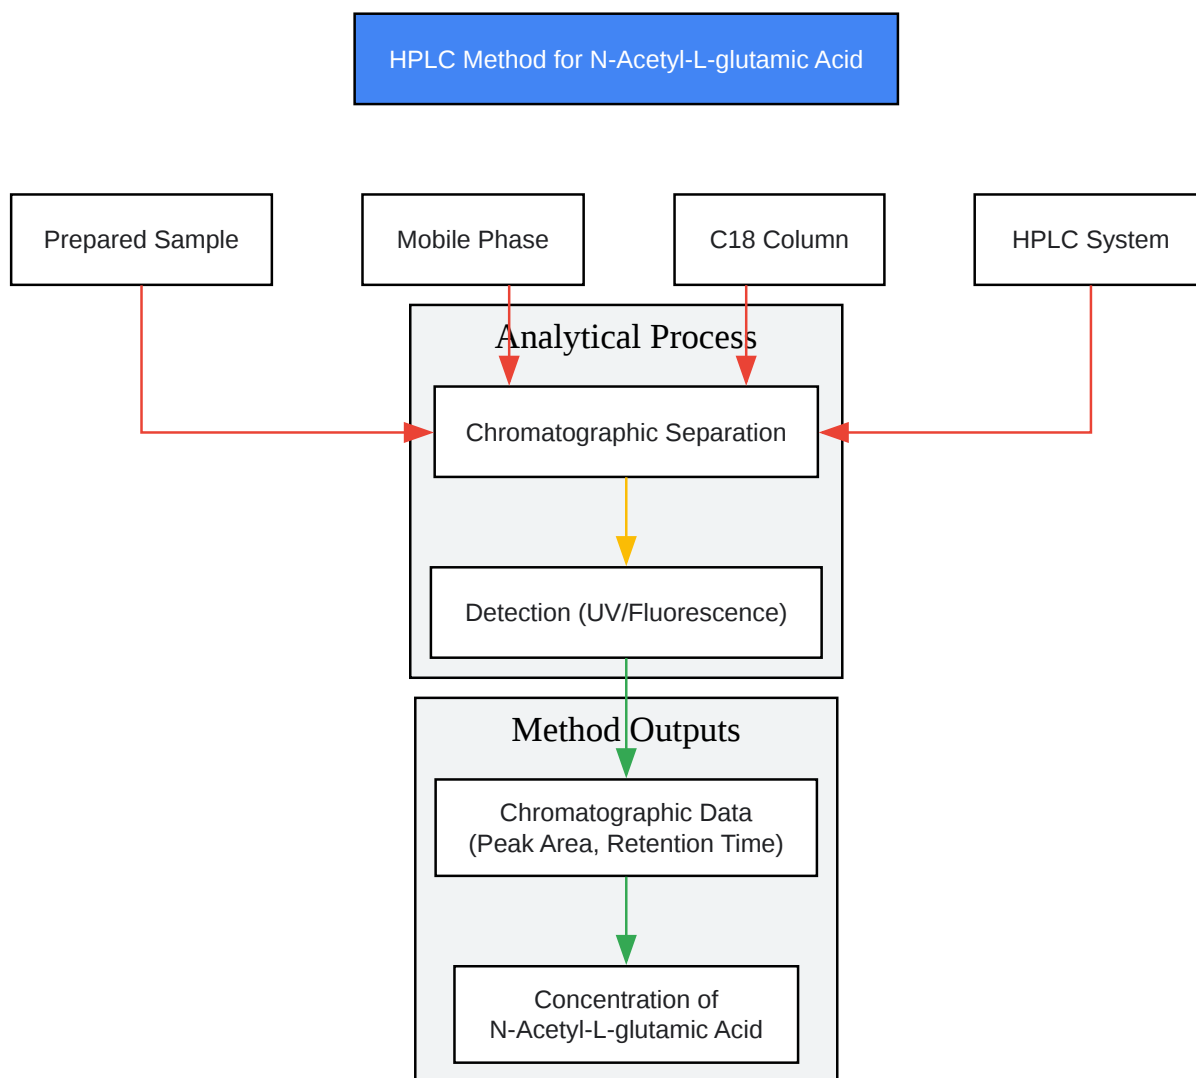 HPLC Method for N-Acetyl-L-glutamic Acid
Prepared Sample
Mobile Phase
C18 Column
HPLC System
Analytical Process
Chromatographic Separation
Detection (UV/Fluorescence)
Method Outputs
Chromatographic Data
(Peak Area, Retention Time)
Concentration of
N-Acetyl-L-glutamic Acid